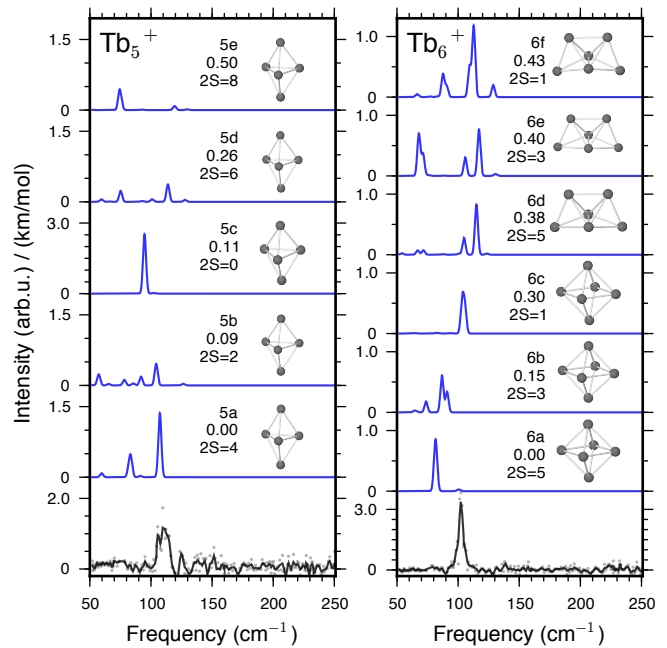 Tb5+
Intensity (arb.u.) / (km/mol)
1.5
0
5e
0.50
2S=8
1.5
0
5d
0.26
2S=6
3.0
0
5c
0.11
2S=0
1.5
0
5b
0.09
2S=2
1.5
0
5a
0.00
2S=4
2.0
0
50 100 150 200 250
Frequency (cm−1)
Tb6+
1.0
0
6f
0.43
2S=1
1.0
0
6e
0.40
2S=3
1.0
0
6d
0.38
2S=5
1.0
0
6c
0.30
2S=1
1.0
0
6b
0.15
2S=3
1.0
0
6a
0.00
2S=5
3.0
0
50 100 150 200 250
Frequency (cm−1)